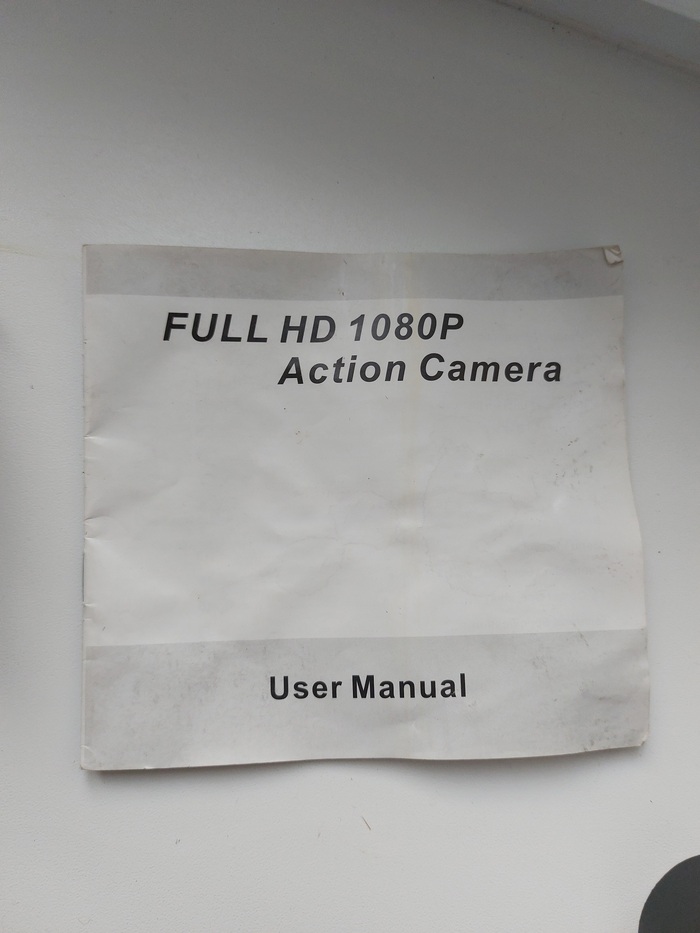 FULL HD 1080P
Action Camera
User Manual